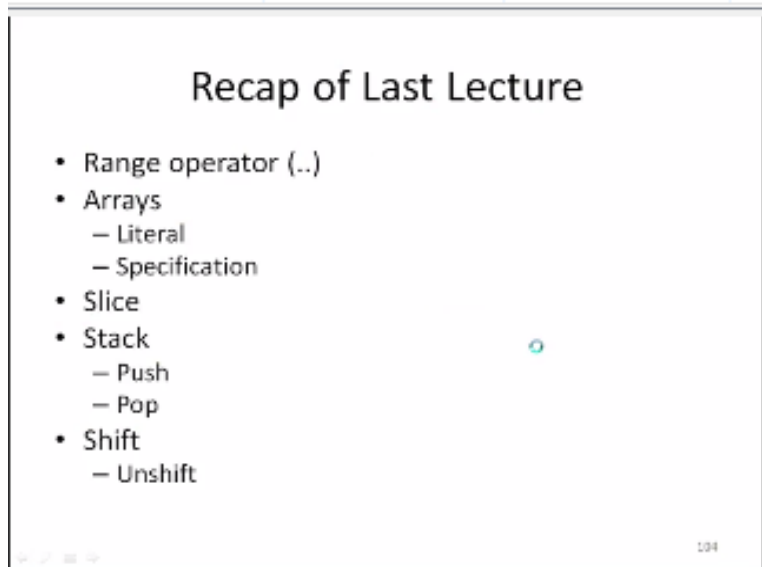 Recap of Last Lecture
• Range operator (..)
• Arrays
– Literal
– Specification
• Slice
• Stack
– Push
– Pop
• Shift
– Unshift
104